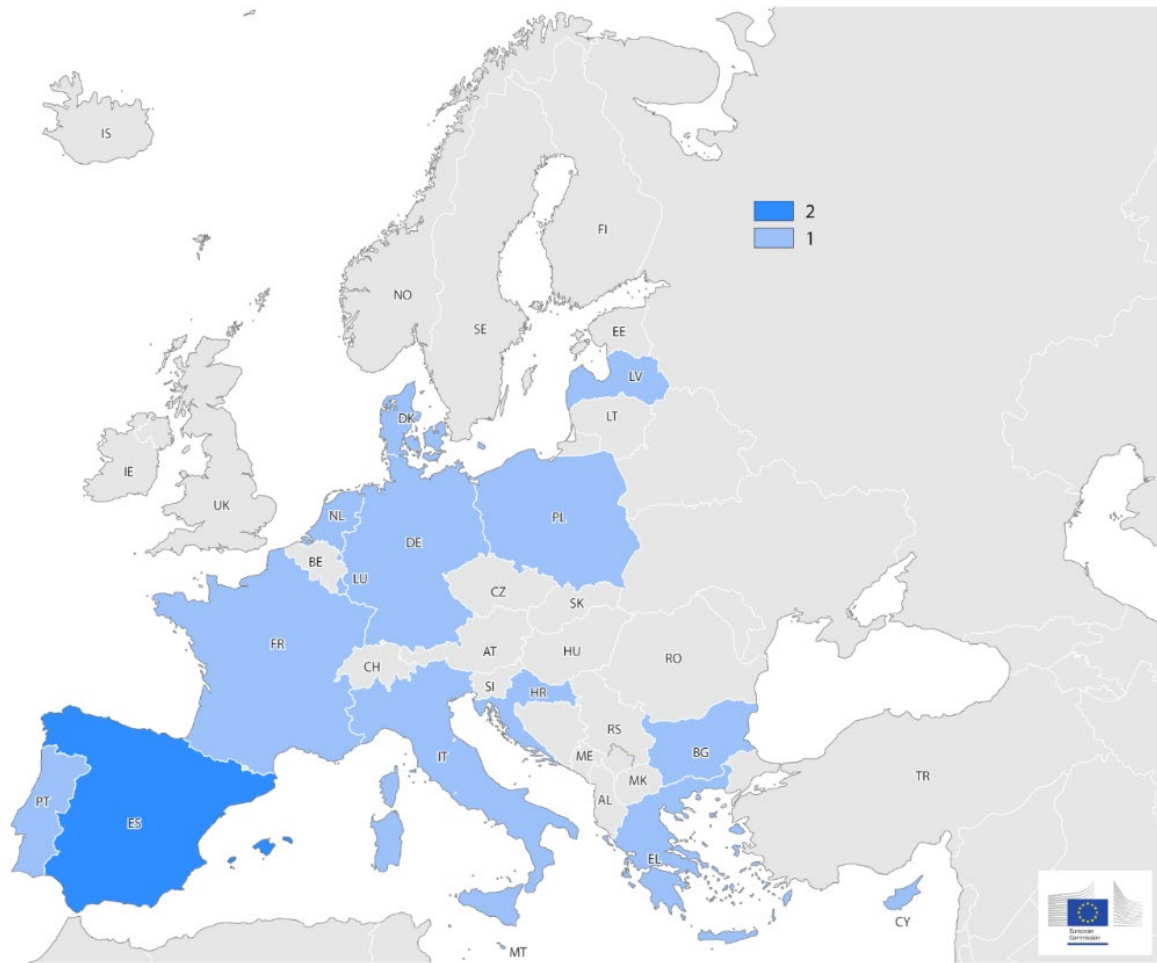 IS
FI
2
1
NO
SE
EE
LV
LT
DK
IE
UK
NL
PL
DE
BE
LU
CZ
SK
FR
AT
HU
RO
CH
SI
HR
RS
BG
IT
ME
MK
AL
TR
PT
ES
EL
CY
MT
European
Commission